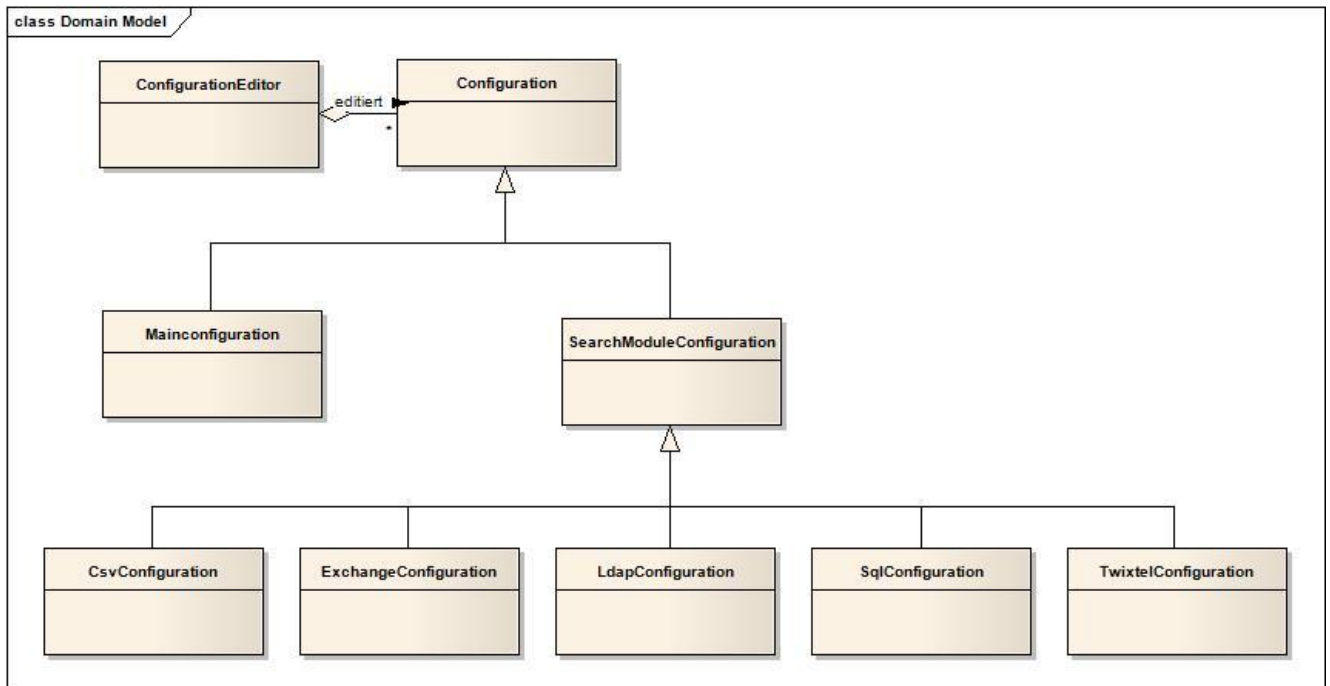 class Domain Model
ConfigurationEditor
Configuration
editiert
*
Mainconfiguration
SearchModuleConfiguration
CsvConfiguration
ExchangeConfiguration
LdapConfiguration
SqlConfiguration
TwixtelConfiguration